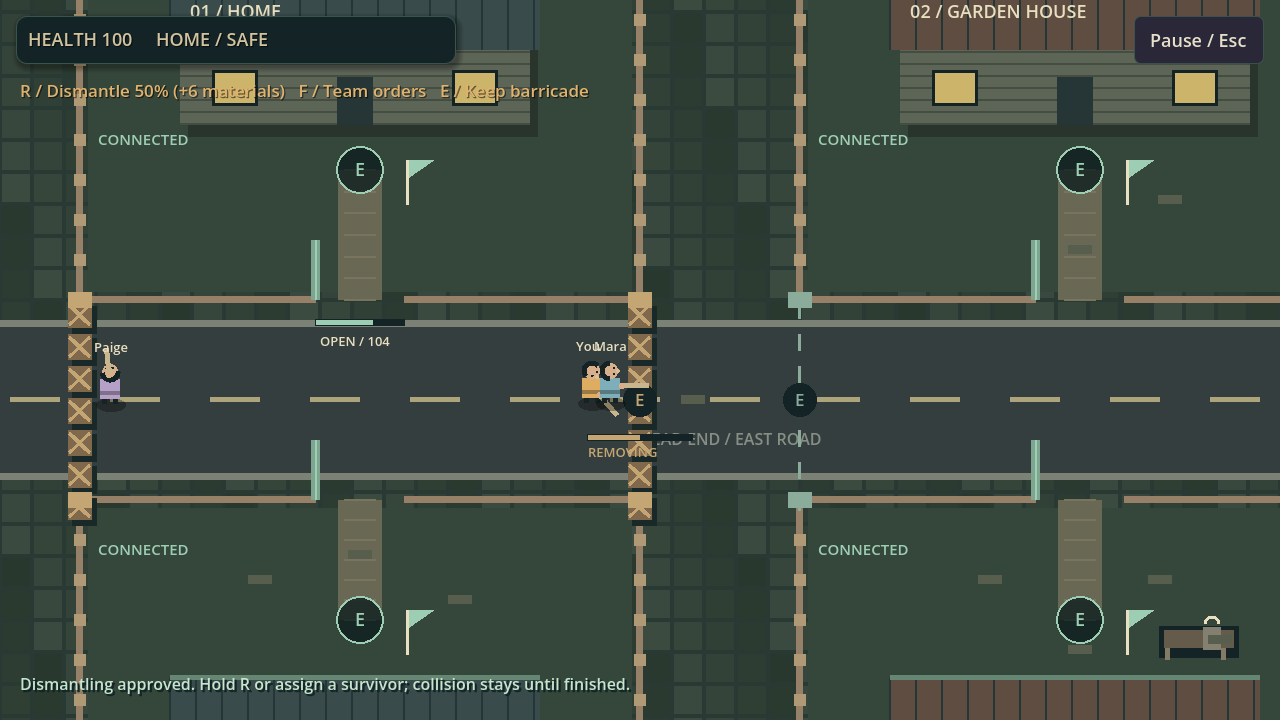 01 / HOME
02 / GARDEN HOUSE
HEALTH 100 HOME / SAFE
Pause / Esc
R / Dismantle 50% (+6 materials) F / Team orders E / Keep barricade
CONNECTED
CONNECTED
E
E
OPEN / 104
Paige
You
Mara
E
E
EAD END / EAST ROAD
REMOVING
CONNECTED
CONNECTED
E
E
Dismantling approved. Hold R or assign a survivor; collision stays until finished.